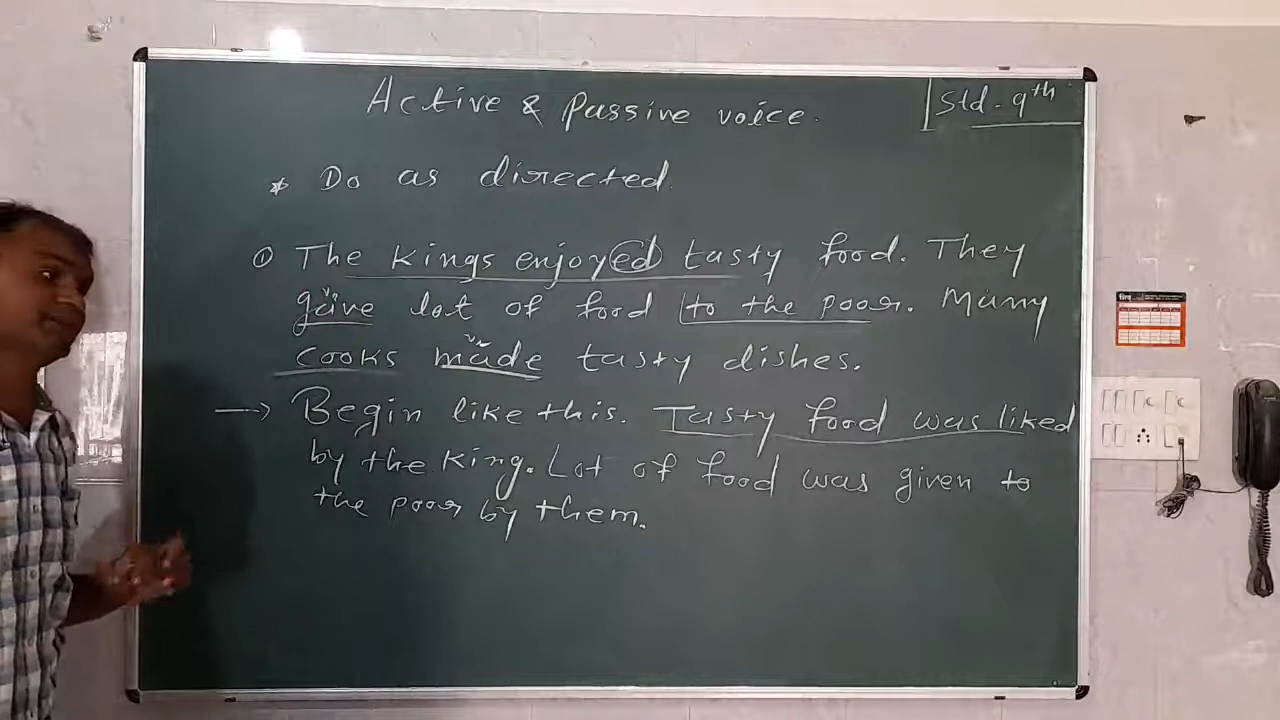 Active & passive voice.
Std. 9th
* Do as directed.
① The kings enjoyed tasty food. They
gave lot of food to the poor. Many
cooks made tasty dishes.
→ Begin like this. Tasty food was liked
by the king. Lot of food was given to
the poor by them.